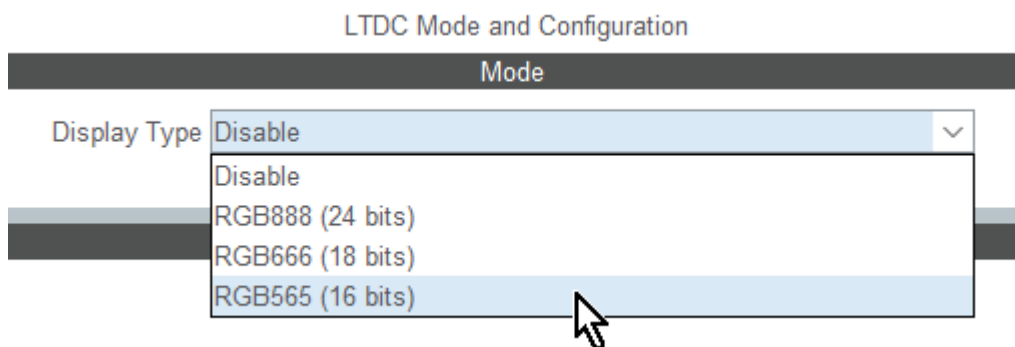 LTDC Mode and Configuration
Mode
Display Type Disable
Disable
RGB888 (24 bits)
RGB666 (18 bits)
RGB565 (16 bits)